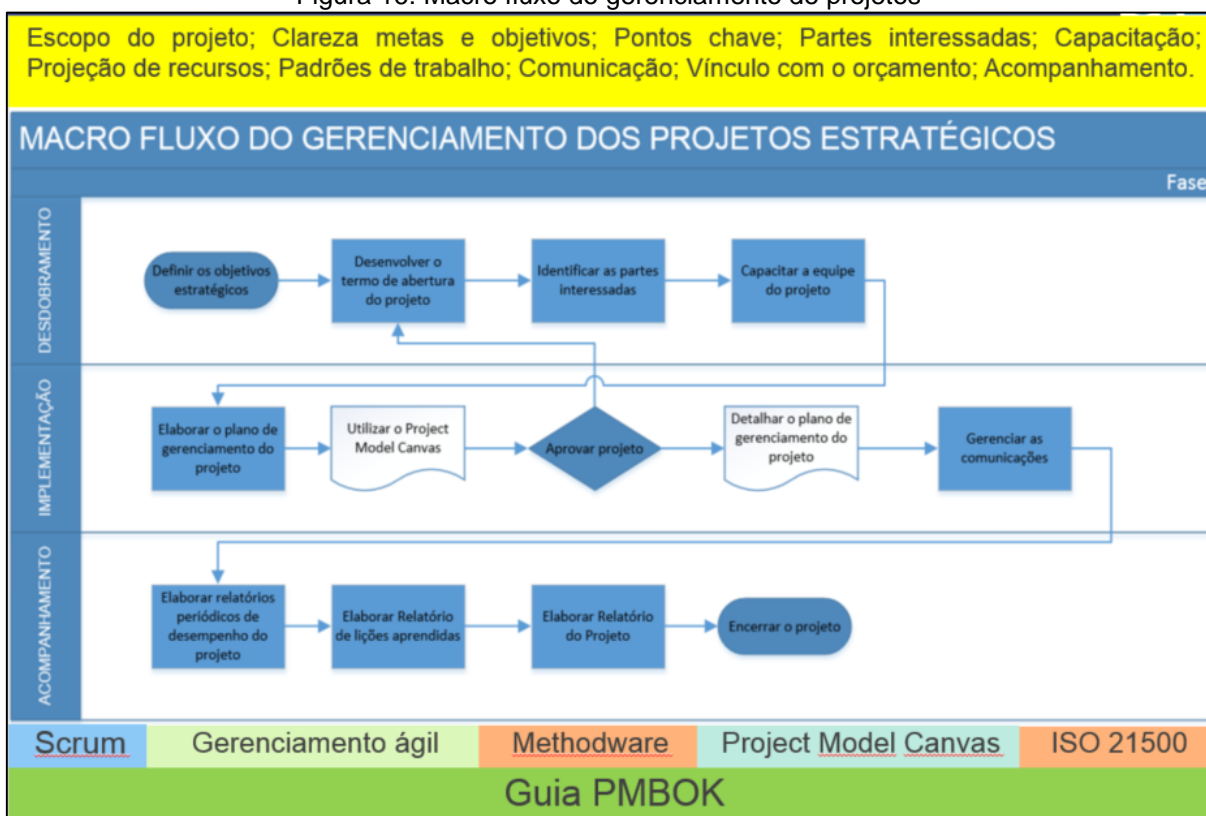 Escopo do projeto; Clareza metas e objetivos; Pontos chave; Partes interessadas; Capacitação;
Projeção de recursos; Padrões de trabalho; Comunicação; Vínculo com o orçamento; Acompanhamento.
MACRO FLUXO DO GERENCIAMENTO DOS PROJETOS ESTRATÉGICOS
Fase
DESDOBRAMENTO
Definir os objetivos
estratégicos
Desenvolver o
termo de abertura
do projeto
Identificar as partes
interessadas
Capacitar a equipe
do projeto
IMPLEMENTAÇÃO
Elaborar o plano de
gerenciamento do
projeto
Utilizar o Project
Model Canvas
Aprovar projeto
Detalhar o plano de
gerenciamento do
projeto
Gerenciar as
comunicações
ACOMPANHAMENTO
Elaborar relatórios
periódicos de
desempenho do
projeto
Elaborar Relatório
de lições aprendidas
Elaborar Relatório
do Projeto
Encerrar o projeto
Scrum
Gerenciamento ágil
Methodware
Project Model Canvas
ISO 21500
Guia PMBOK